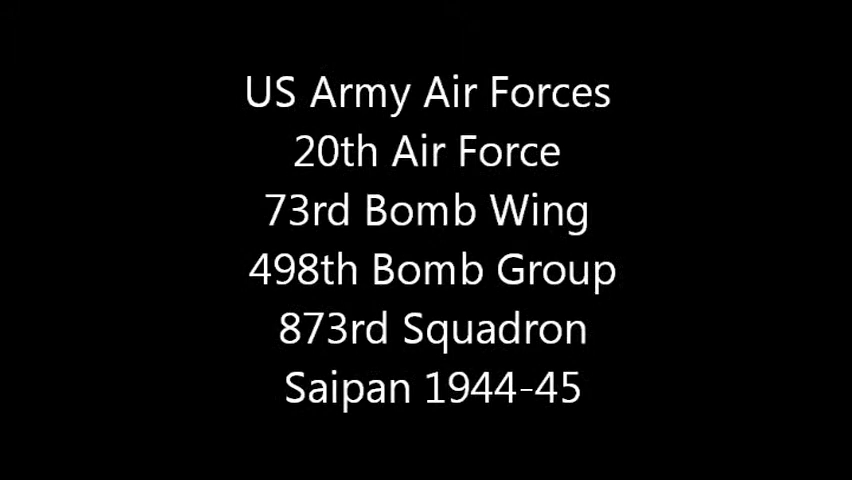 US Army Air Forces
20th Air Force
73rd Bomb Wing
498th Bomb Group
873rd Squadron
Saipan 1944-45